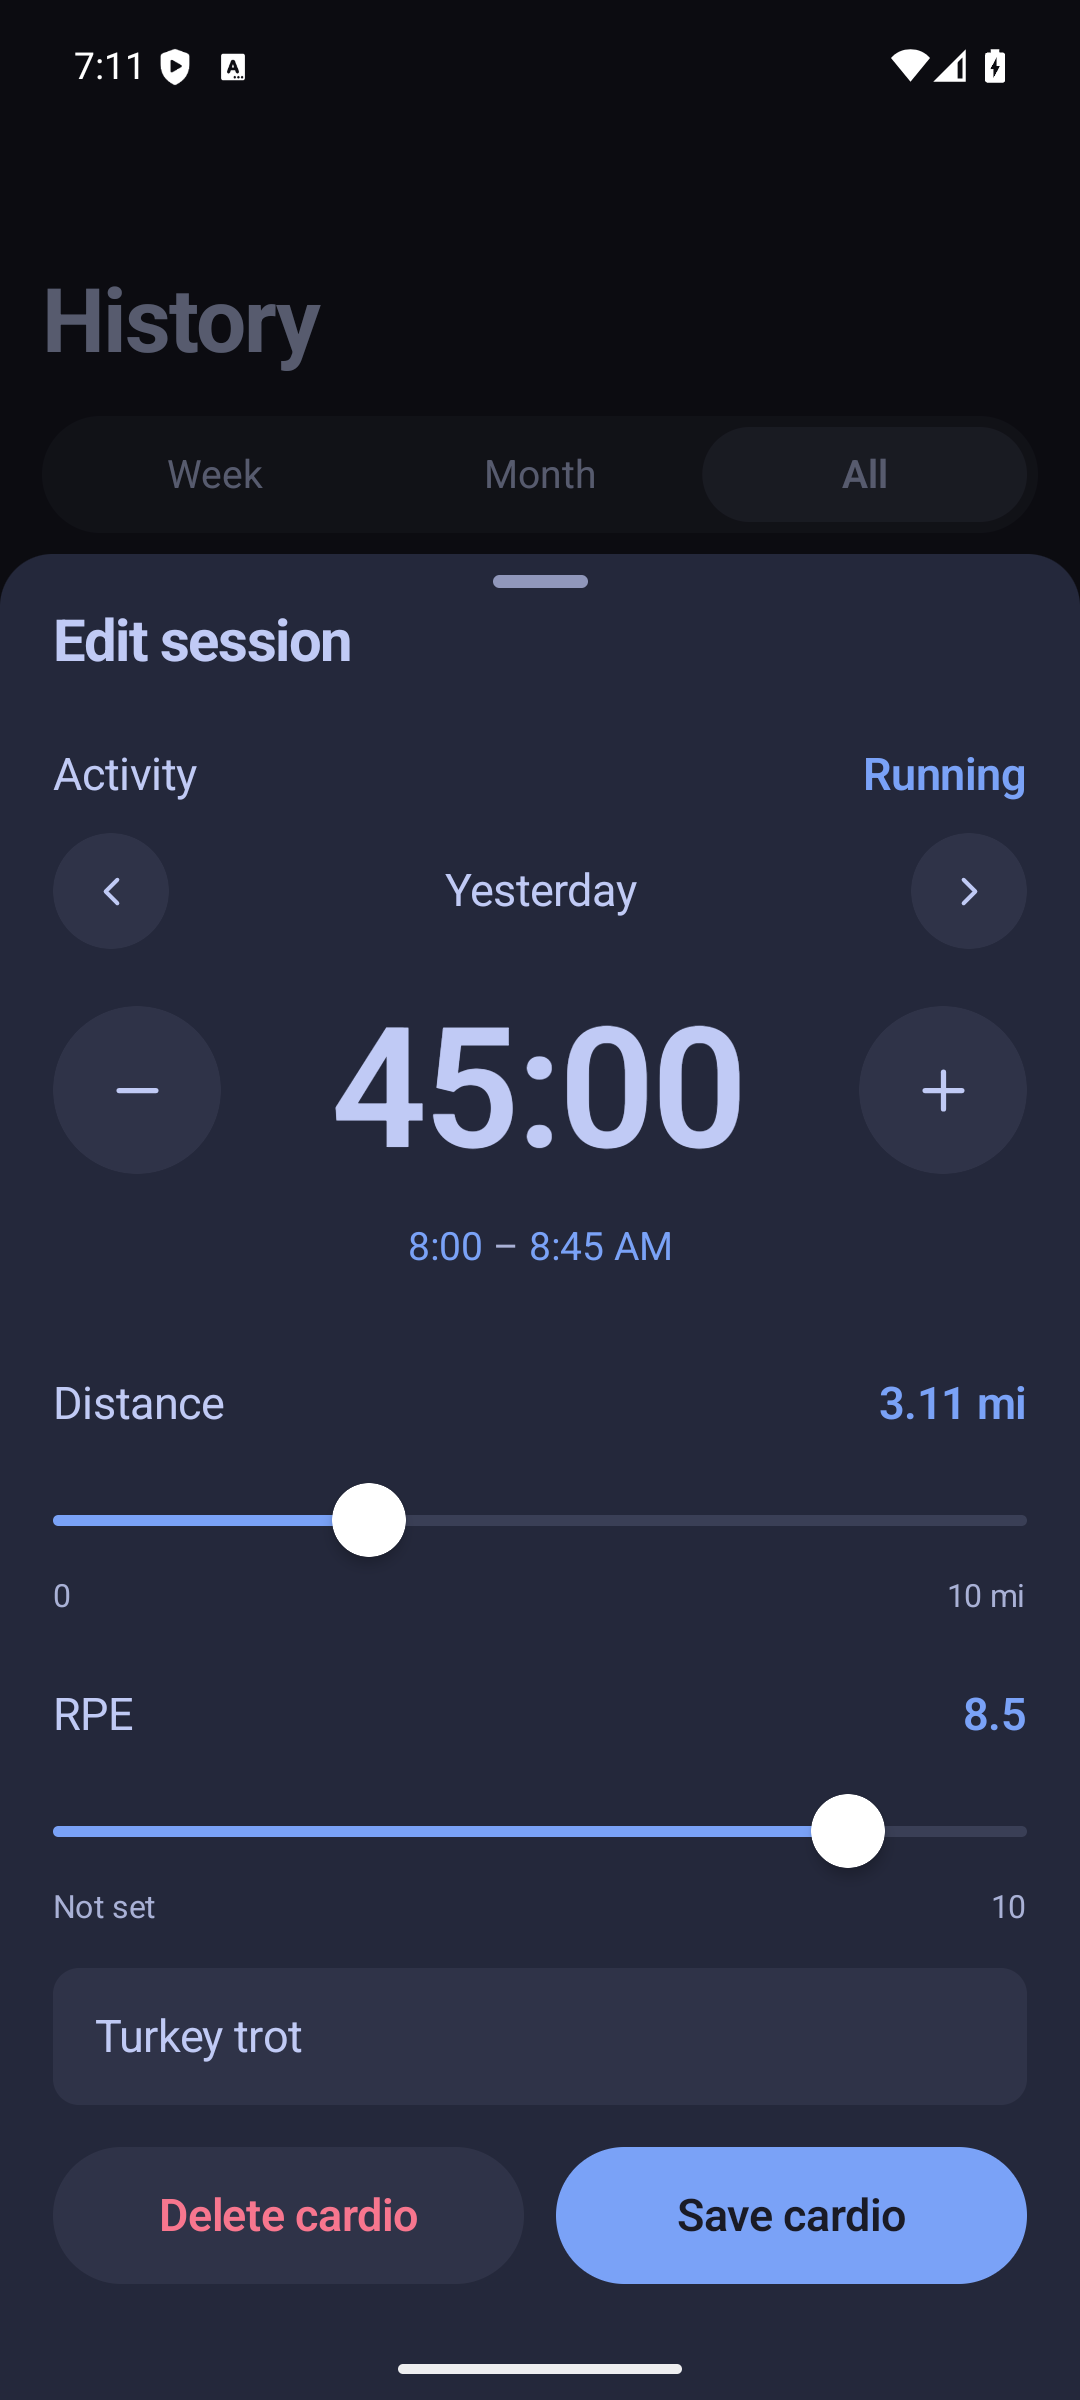 7:11
History
Week Month All
Edit session
Activity Running
Yesterday
45:00
8:00 – 8:45 AM
Distance 3.11 mi
0 10 mi
RPE 8.5
Not set 10
Turkey trot
Delete cardio Save cardio